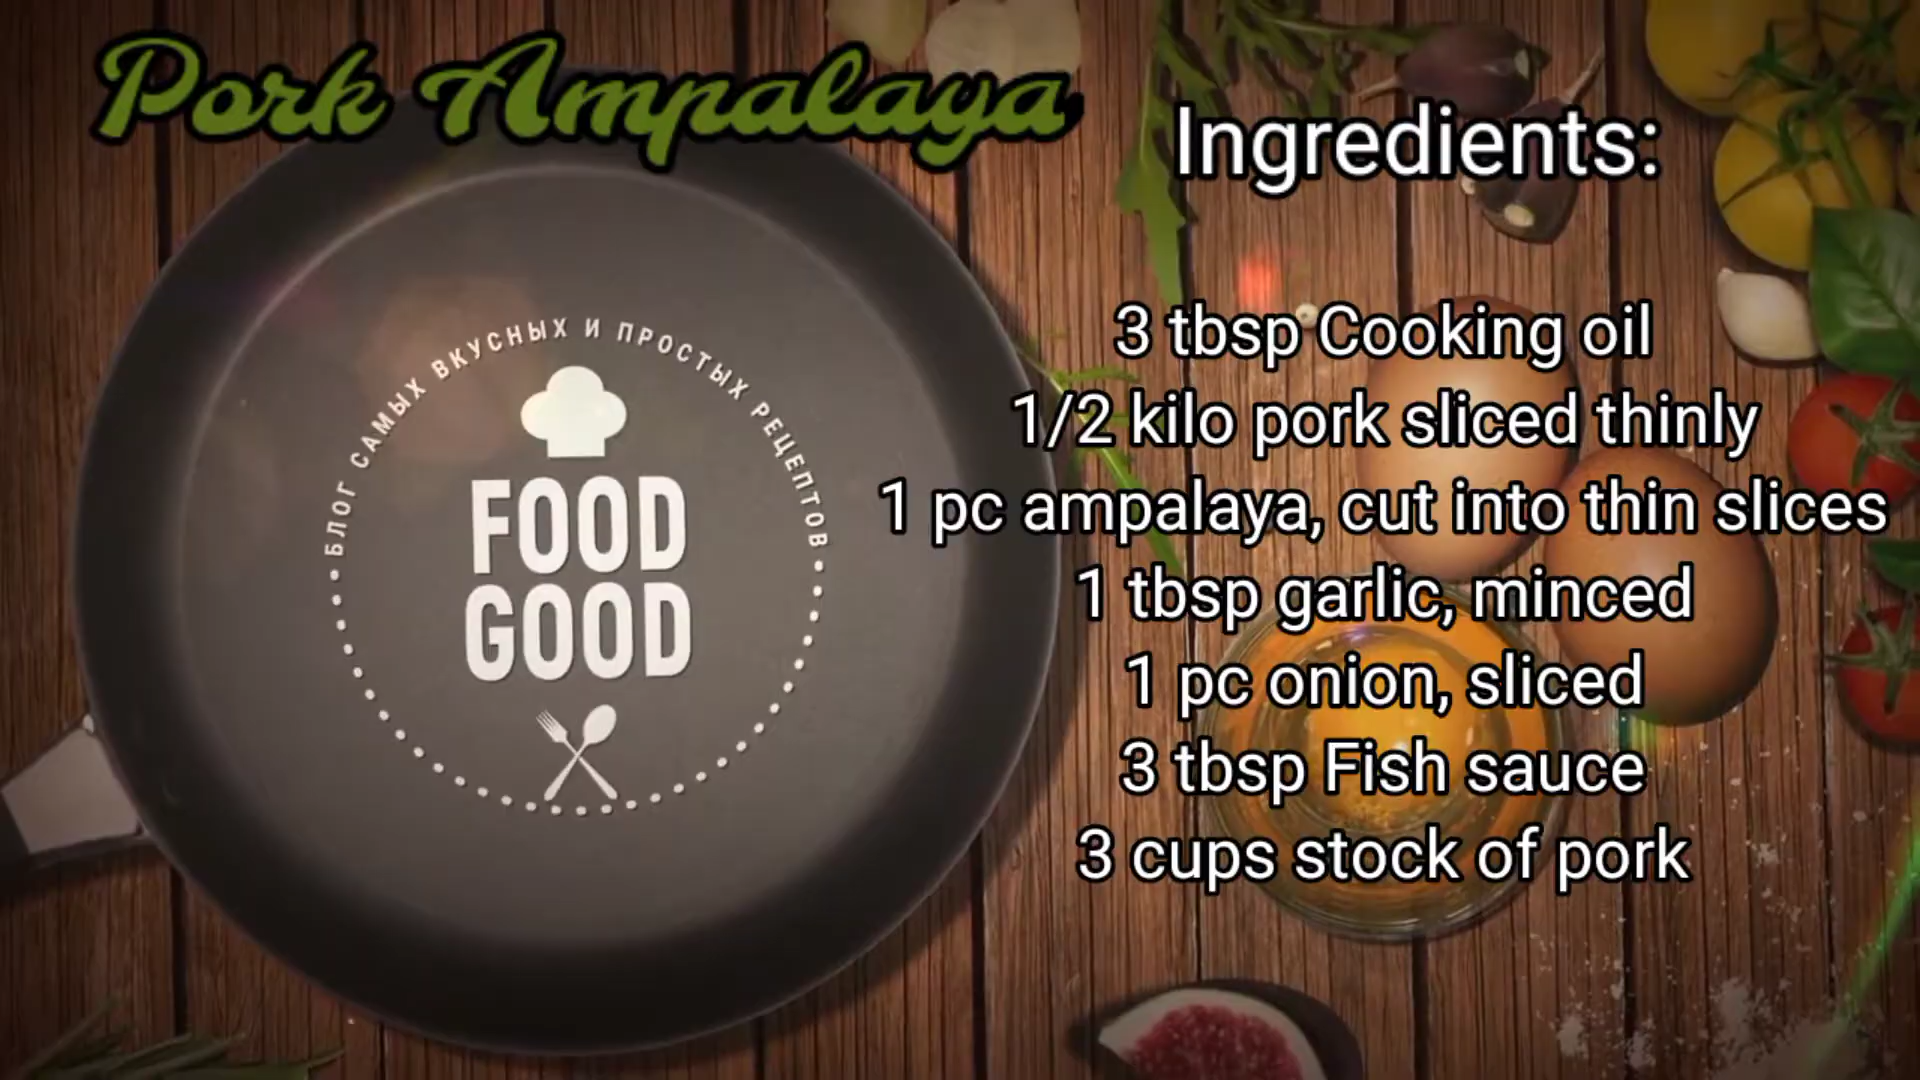 Pork Ampalaya
Ingredients:
3 tbsp Cooking oil
1/2 kilo pork sliced thinly
1 pc ampalaya, cut into thin slices
1 tbsp garlic, minced
1 pc onion, sliced
3 tbsp Fish sauce
3 cups stock of pork
БЛОГ САМЫХ ВКУСНЫХ И ПРОСТЫХ РЕЦЕПТОВ
FOOD
GOOD